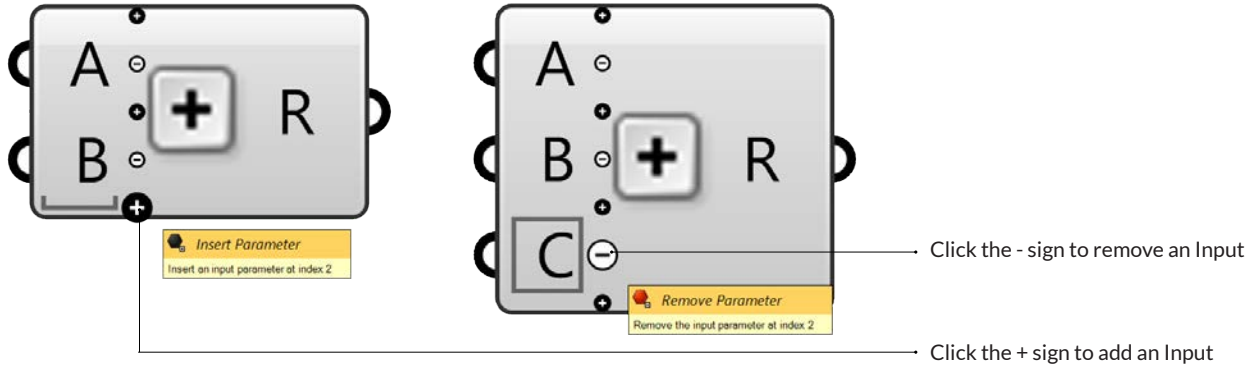 A
B
R
Insert Parameter
Insert an input parameter at index 2
A
B
C
R
Remove Parameter
Remove the input parameter at index 2
Click the - sign to remove an Input
Click the + sign to add an Input